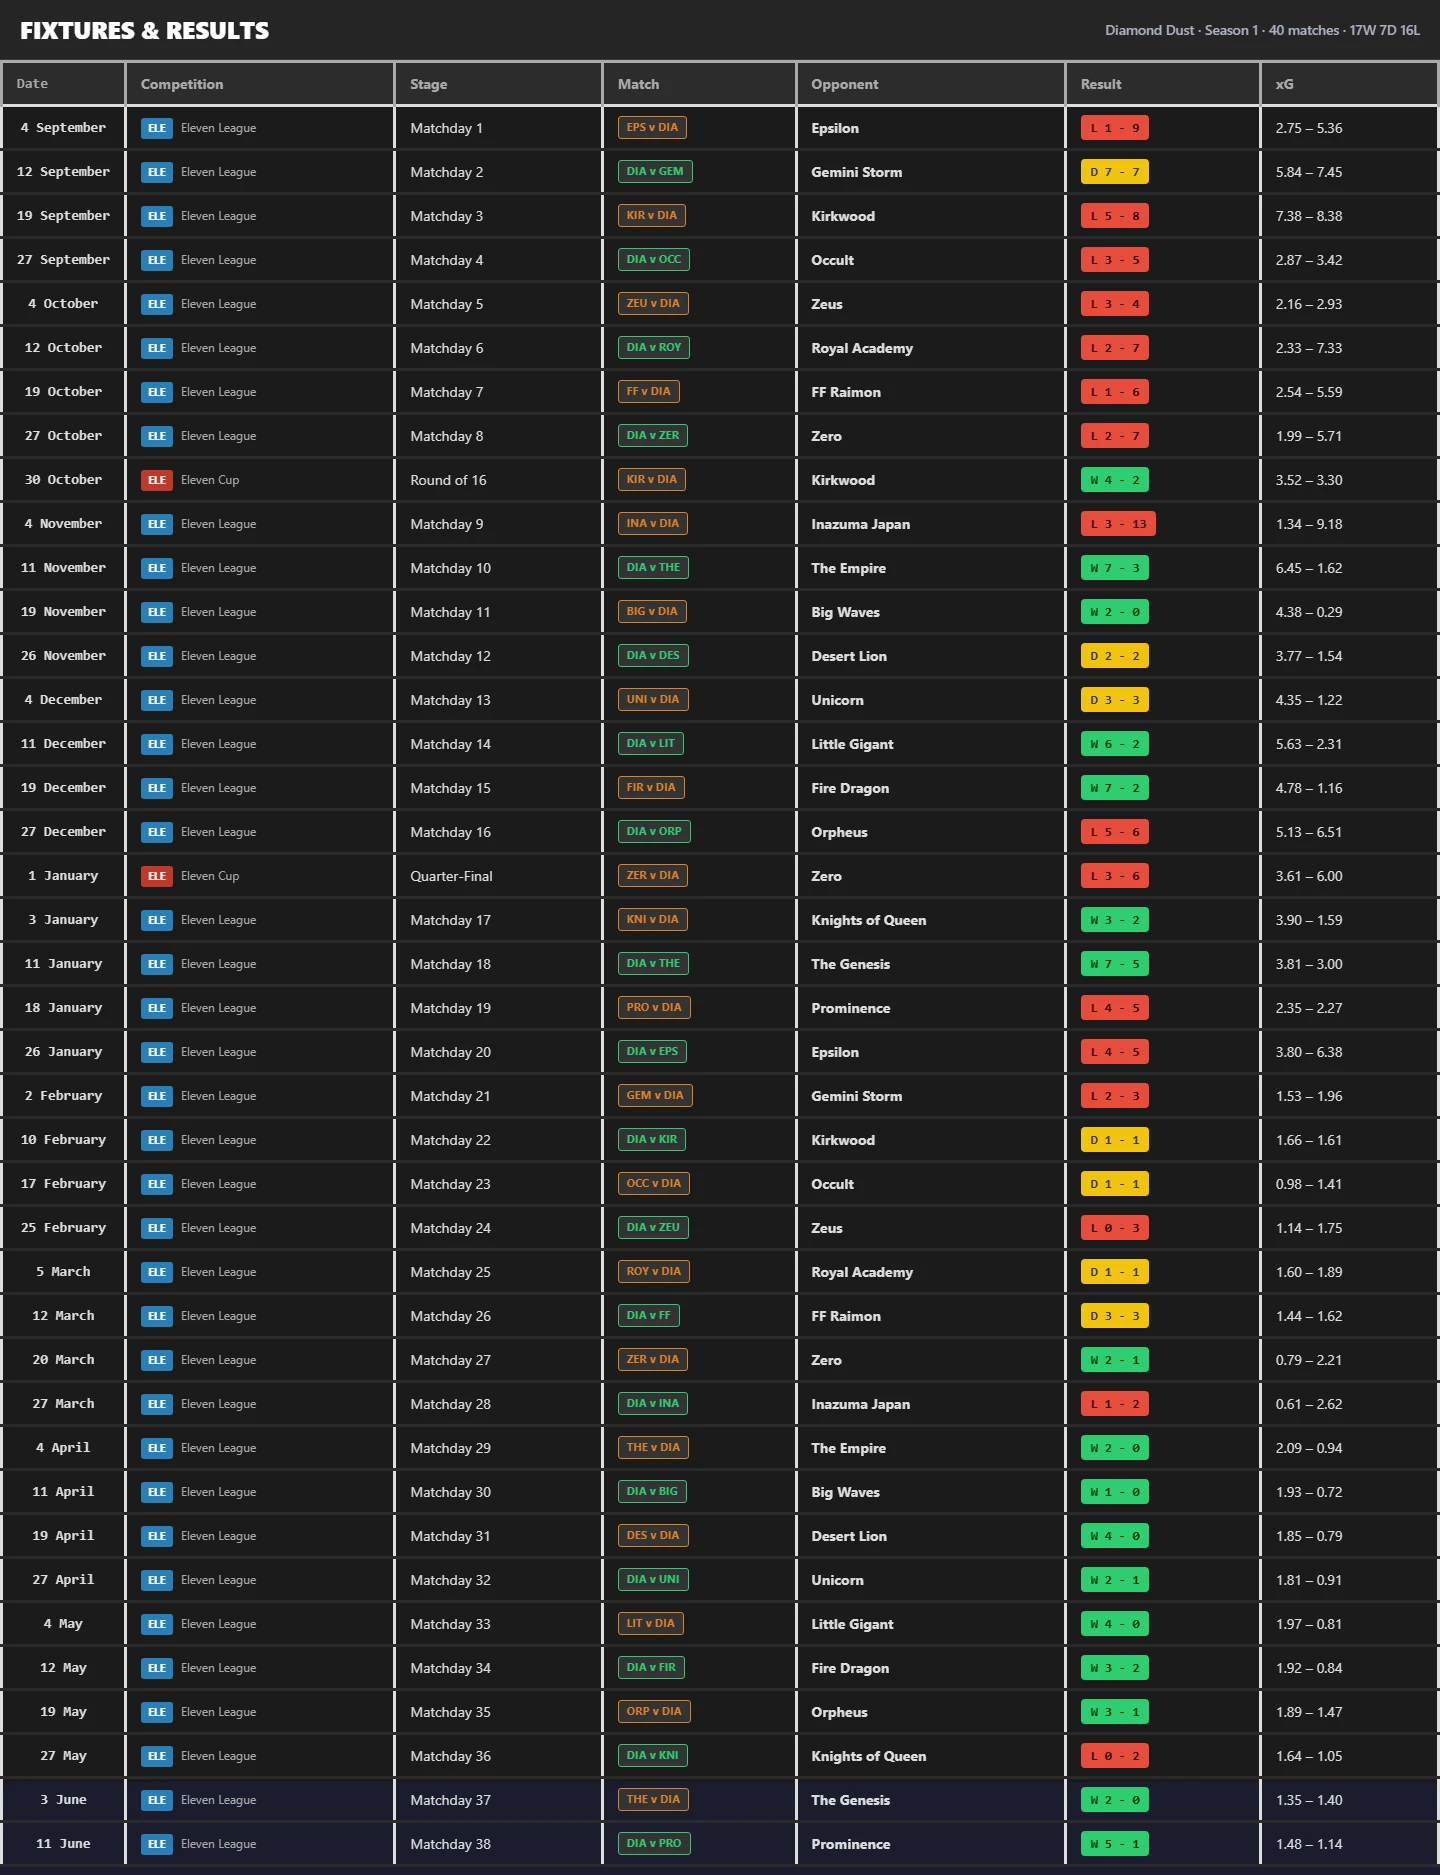 FIXTURES & RESULTS
Diamond Dust · Season 1 · 40 matches · 17W 7D 16L
Date Competition Stage Match Opponent Result xG
4 September ELE Eleven League Matchday 1 EPS v DIA Epsilon L 1 - 9 2.75 – 5.36
12 September ELE Eleven League Matchday 2 DIA v GEM Gemini Storm D 7 - 7 5.84 – 7.45
19 September ELE Eleven League Matchday 3 KIR v DIA Kirkwood L 5 - 8 7.38 – 8.38
27 September ELE Eleven League Matchday 4 DIA v OCC Occult L 3 - 5 2.87 – 3.42
4 October ELE Eleven League Matchday 5 ZEU v DIA Zeus L 3 - 4 2.16 – 2.93
12 October ELE Eleven League Matchday 6 DIA v ROY Royal Academy L 2 - 7 2.33 – 7.33
19 October ELE Eleven League Matchday 7 FF v DIA FF Raimon L 1 - 6 2.54 – 5.59
27 October ELE Eleven League Matchday 8 DIA v ZER Zero L 2 - 7 1.99 – 5.71
30 October ELE Eleven Cup Round of 16 KIR v DIA Kirkwood W 4 - 2 3.52 – 3.30
4 November ELE Eleven League Matchday 9 INA v DIA Inazuma Japan L 3 - 13 1.34 – 9.18
11 November ELE Eleven League Matchday 10 DIA v THE The Empire W 7 - 3 6.45 – 1.62
19 November ELE Eleven League Matchday 11 BIG v DIA Big Waves W 2 - 0 4.38 – 0.29
26 November ELE Eleven League Matchday 12 DIA v DES Desert Lion D 2 - 2 3.77 – 1.54
4 December ELE Eleven League Matchday 13 UNI v DIA Unicorn D 3 - 3 4.35 – 1.22
11 December ELE Eleven League Matchday 14 DIA v LIT Little Gigant W 6 - 2 5.63 – 2.31
19 December ELE Eleven League Matchday 15 FIR v DIA Fire Dragon W 7 - 2 4.78 – 1.16
27 December ELE Eleven League Matchday 16 DIA v ORP Orpheus L 5 - 6 5.13 – 6.51
1 January ELE Eleven Cup Quarter-Final ZER v DIA Zero L 3 - 6 3.61 – 6.00
3 January ELE Eleven League Matchday 17 KNI v DIA Knights of Queen W 3 - 2 3.90 – 1.59
11 January ELE Eleven League Matchday 18 DIA v THE The Genesis W 7 - 5 3.81 – 3.00
18 January ELE Eleven League Matchday 19 PRO v DIA Prominence L 4 - 5 2.35 – 2.27
26 January ELE Eleven League Matchday 20 DIA v EPS Epsilon L 4 - 5 3.80 – 6.38
2 February ELE Eleven League Matchday 21 GEM v DIA Gemini Storm L 2 - 3 1.53 – 1.96
10 February ELE Eleven League Matchday 22 DIA v KIR Kirkwood D 1 - 1 1.66 – 1.61
17 February ELE Eleven League Matchday 23 OCC v DIA Occult D 1 - 1 0.98 – 1.41
25 February ELE Eleven League Matchday 24 DIA v ZEU Zeus L 0 - 3 1.14 – 1.75
5 March ELE Eleven League Matchday 25 ROY v DIA Royal Academy D 1 - 1 1.60 – 1.89
12 March ELE Eleven League Matchday 26 DIA v FF FF Raimon D 3 - 3 1.44 – 1.62
20 March ELE Eleven League Matchday 27 ZER v DIA Zero W 2 - 1 0.79 – 2.21
27 March ELE Eleven League Matchday 28 DIA v INA Inazuma Japan L 1 - 2 0.61 – 2.62
4 April ELE Eleven League Matchday 29 THE v DIA The Empire W 2 - 0 2.09 – 0.94
11 April ELE Eleven League Matchday 30 DIA v BIG Big Waves W 1 - 0 1.93 – 0.72
19 April ELE Eleven League Matchday 31 DES v DIA Desert Lion W 4 - 0 1.85 – 0.79
27 April ELE Eleven League Matchday 32 DIA v UNI Unicorn W 2 - 1 1.81 – 0.91
4 May ELE Eleven League Matchday 33 LIT v DIA Little Gigant W 4 - 0 1.97 – 0.81
12 May ELE Eleven League Matchday 34 DIA v FIR Fire Dragon W 3 - 2 1.92 – 0.84
19 May ELE Eleven League Matchday 35 ORP v DIA Orpheus W 3 - 1 1.89 – 1.47
27 May ELE Eleven League Matchday 36 DIA v KNI Knights of Queen L 0 - 2 1.64 – 1.05
3 June ELE Eleven League Matchday 37 THE v DIA The Genesis W 2 - 0 1.35 – 1.40
11 June ELE Eleven League Matchday 38 DIA v PRO Prominence W 5 - 1 1.48 – 1.14